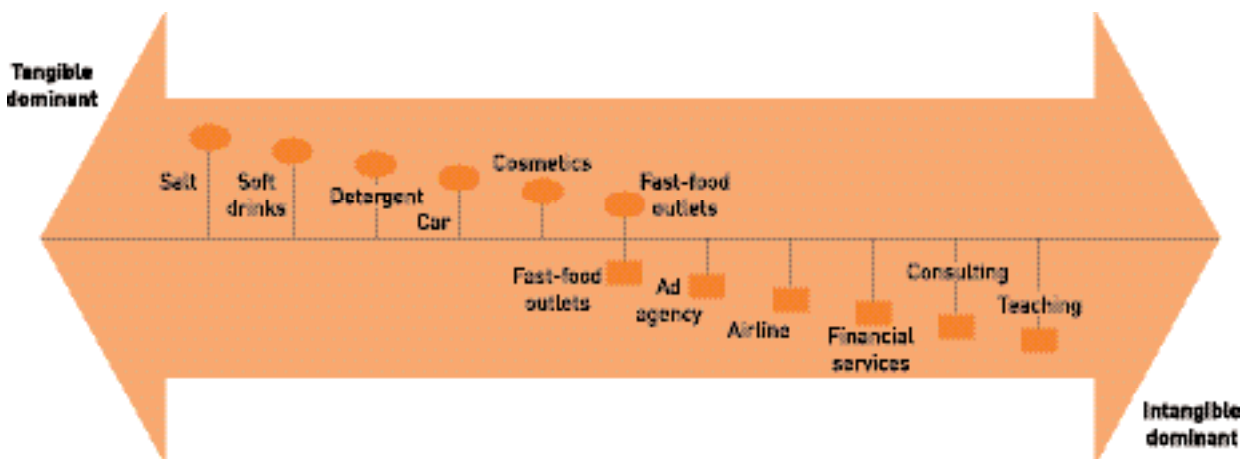 Tangible
dominant
Salt
Soft
drinks
Detergent
Car
Cosmetics
Fast-food
outlets
Fast-food
outlets
Ad
agency
Airline
Financial
services
Consulting
Teaching
Intangible
dominant